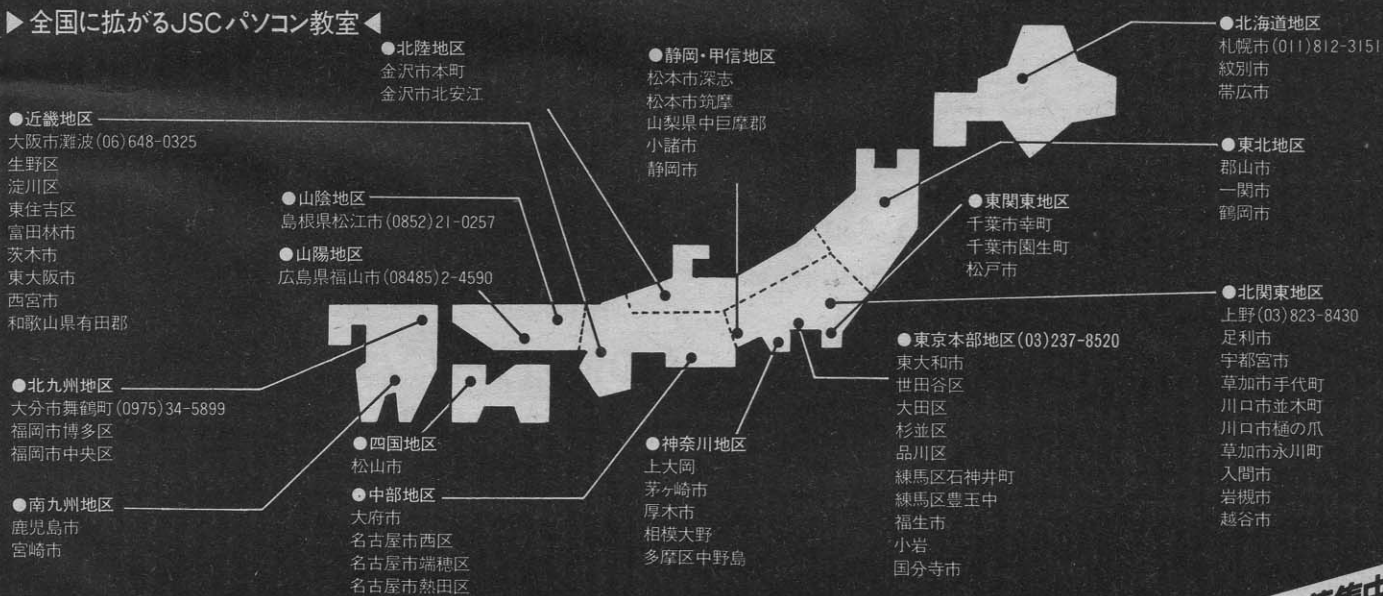 ▶全国に拡がるJSCパソコン教室◀
●北陸地区
金沢市本町
金沢市北安江
●静岡・甲信地区
松本市深志
松本市筑摩
山梨県中巨摩郡
小諸市
静岡市
●北海道地区
札幌市(011)812-3151
紋別市
帯広市
●近畿地区
大阪市灘波(06)648-0325
生野区
淀川区
東住吉区
富田林市
茨木市
東大阪市
西宮市
和歌山県有田郡
●山陰地区
島根県松江市(0852)21-0257
●山陽地区
広島県福山市(08485)2-4590
●東北地区
郡山市
一関市
鶴岡市
●東関東地区
千葉市幸町
千葉市園生町
松戸市
●北関東地区
上野(03)823-8430
足利市
宇都宮市
草加市手代町
川口市並木町
川口市樋の爪
草加市永川町
入間市
岩槻市
越谷市
●東京本部地区(03)237-8520
東大和市
世田谷区
大田区
杉並区
品川区
練馬区石神井町
練馬区豊玉中
福生市
小岩
国分寺市
●北九州地区
大分市舞鶴町(0975)34-5899
福岡市博多区
福岡市中央区
●南九州地区
鹿児島市
宮崎市
●四国地区
松山市
●中部地区
大府市
名古屋市西区
名古屋市端穂区
名古屋市熱田区
●神奈川地区
上大岡
茅ヶ崎市
厚木市
相模大野
多摩区中野島